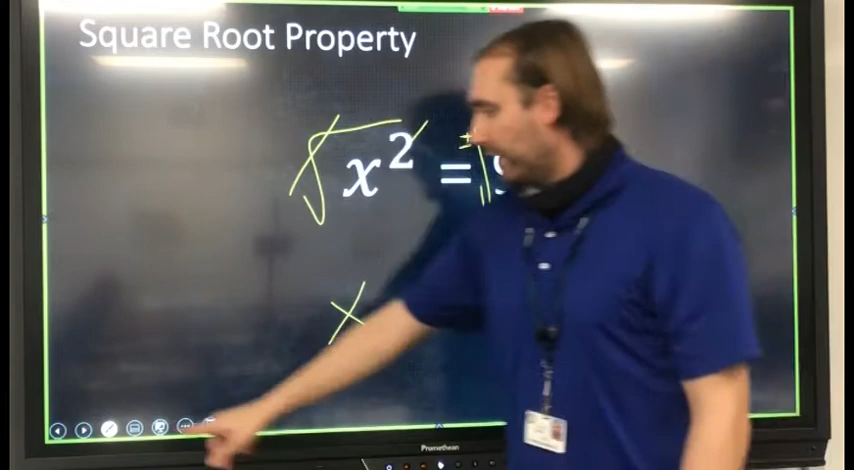 Square Root Property
√x² = ±
x
Promethean